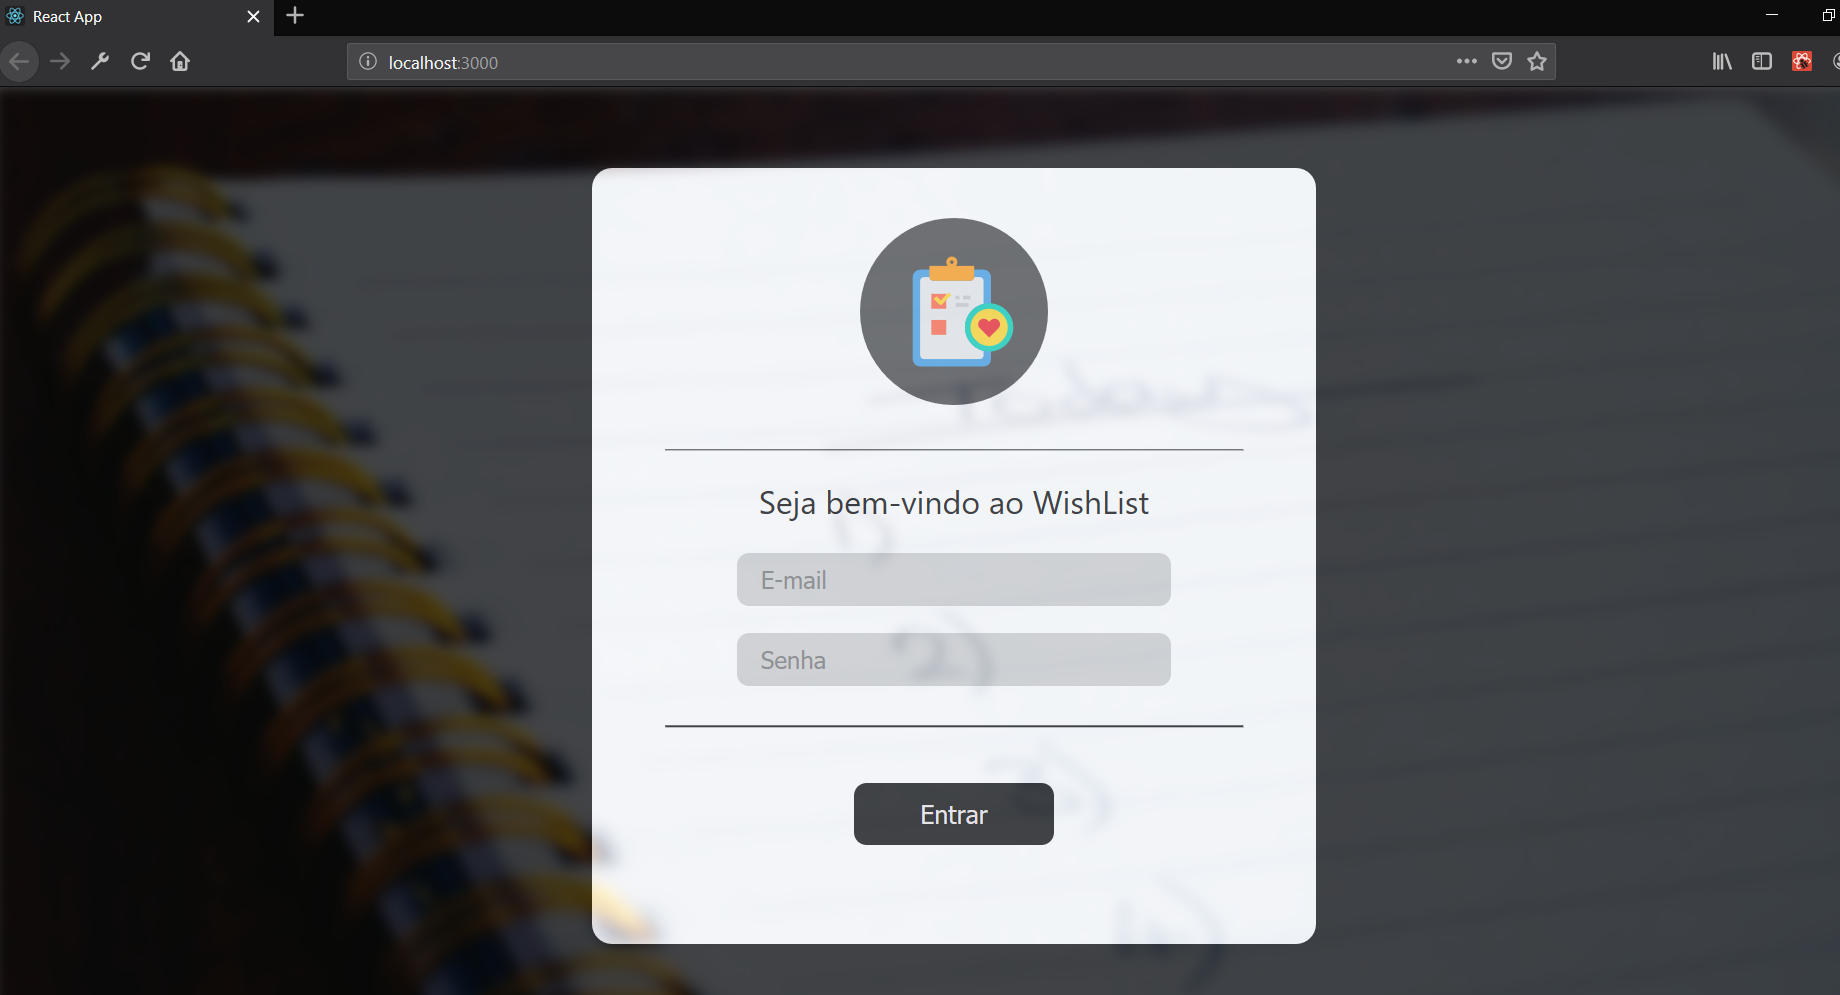 React App
localhost:3000
Seja bem-vindo ao WishList
E-mail
Senha
Entrar